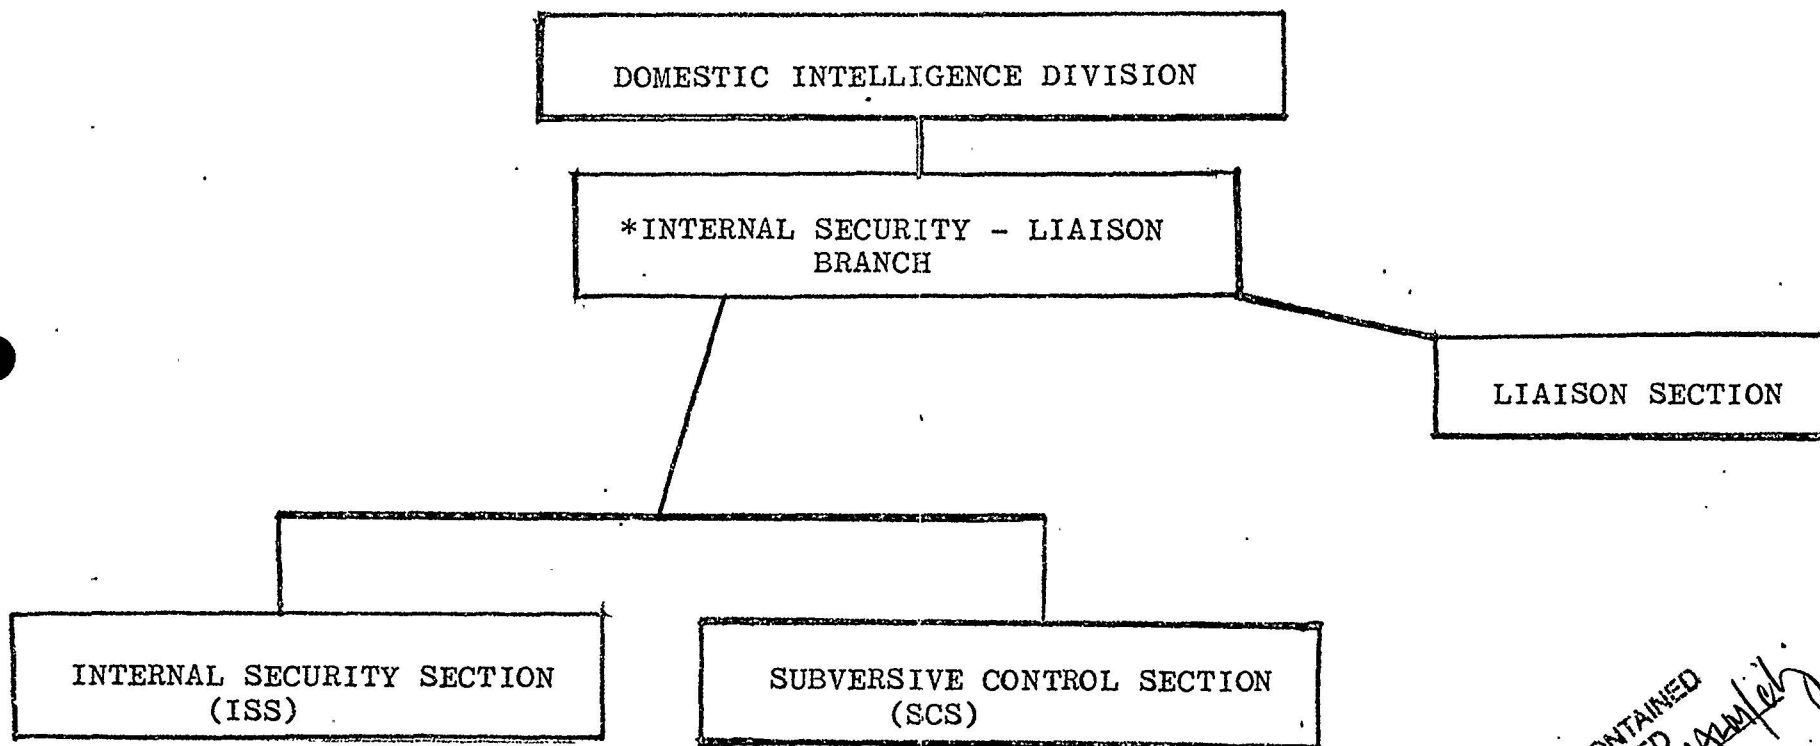 DOMESTIC INTELLIGENCE DIVISION
*INTERNAL SECURITY - LIAISON
BRANCH
LIAISON SECTION
INTERNAL SECURITY SECTION
(ISS)
SUBVERSIVE CONTROL SECTION
(SCS)